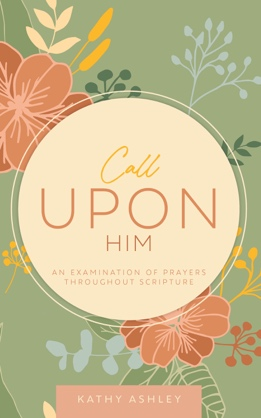 Call
UPON
HIM
AN EXAMINATION OF PRAYERS
THROUGHOUT SCRIPTURE
KATHY ASHLEY